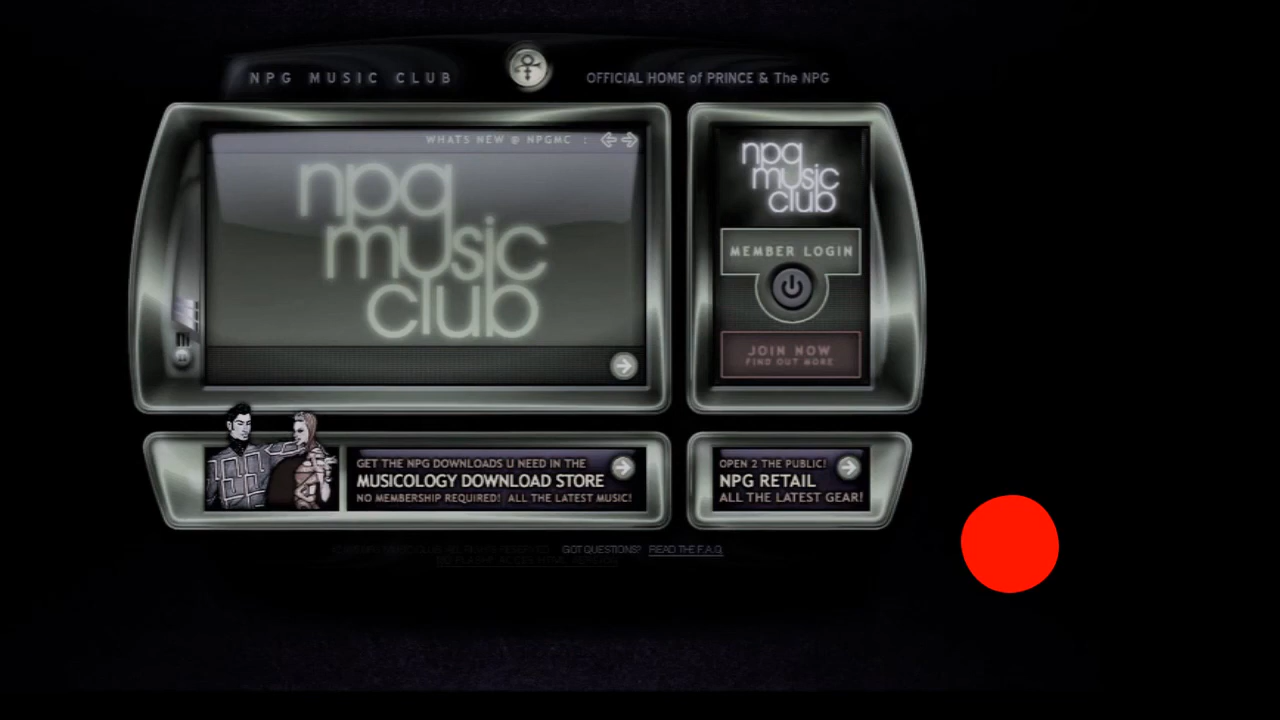 NPG MUSIC CLUB
OFFICIAL HOME of PRINCE & The NPG
WHATS NEW @ NPGMC :
npg
music
club
npg
music
club
MEMBER LOGIN
JOIN NOW
FIND OUT MORE
GET THE NPG DOWNLOADS U NEED IN THE
MUSICOLOGY DOWNLOAD STORE
NO MEMBERSHIP REQUIRED! ALL THE LATEST MUSIC!
OPEN 2 THE PUBLIC!
NPG RETAIL
ALL THE LATEST GEAR!
GOT QUESTIONS? READ THE F.A.Q.